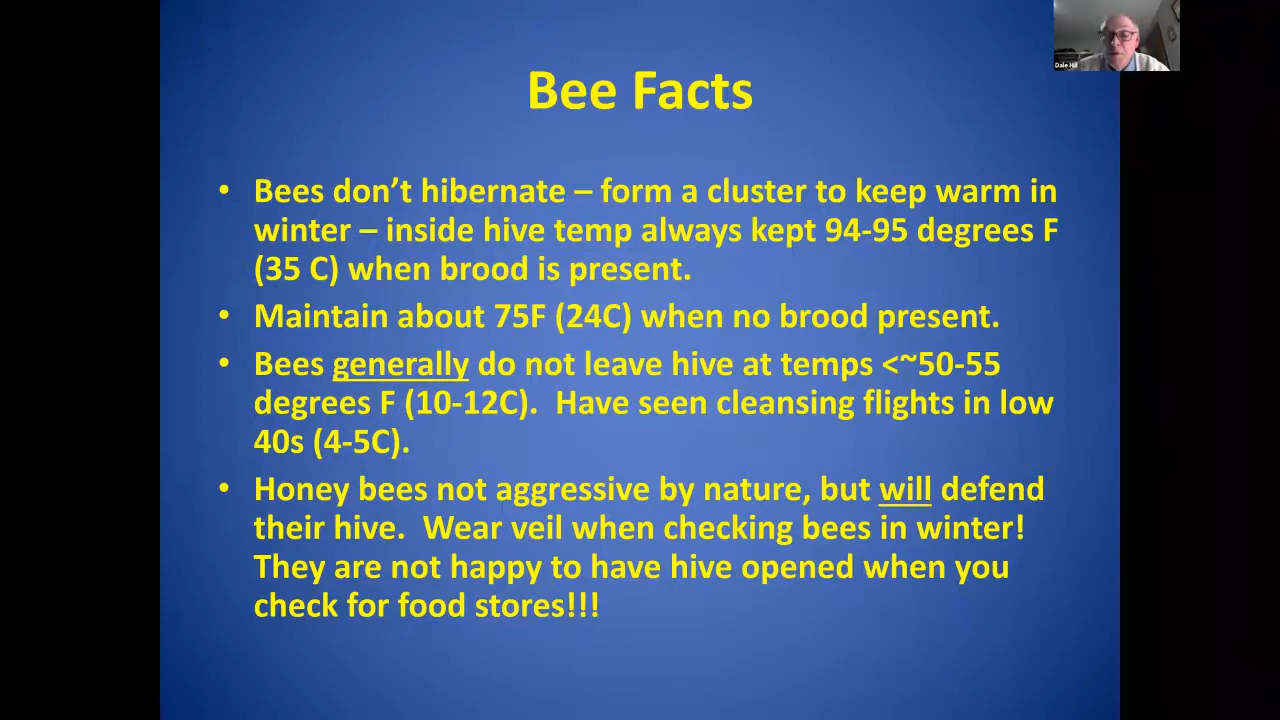 Bee Facts
Dale Hill
• Bees don’t hibernate – form a cluster to keep warm in
winter – inside hive temp always kept 94-95 degrees F
(35 C) when brood is present.
• Maintain about 75F (24C) when no brood present.
• Bees generally do not leave hive at temps <~50-55
degrees F (10-12C).  Have seen cleansing flights in low
40s (4-5C).
• Honey bees not aggressive by nature, but will defend
their hive.  Wear veil when checking bees in winter!
They are not happy to have hive opened when you
check for food stores!!!